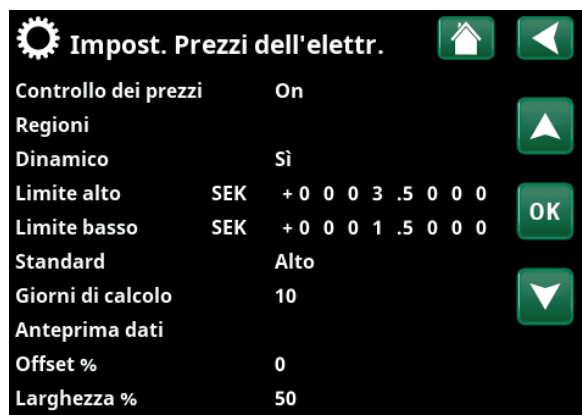 Impost. Prezzi dell'elettr.
Controllo dei prezzi On
Regioni
Dinamico Sì
Limite alto SEK +0 0 0 3 .5 0 0 0
OK
Limite basso SEK +0 0 0 1 .5 0 0 0
Standard Alto
Giorni di calcolo 10
Anteprima dati
Offset % 0
Larghezza % 50